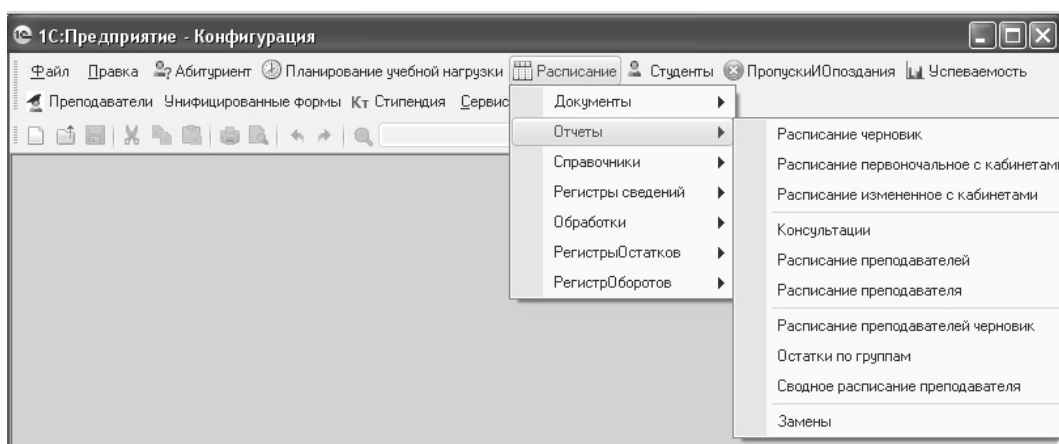 1С:Предприятие - Конфигурация
Файл Правка Абитуриент Планирование учебной нагрузки Расписание Студенты ПропускиИОпоздания Успеваемость
Преподаватели Унифицированные формы Кт Стипендия Сервис
Документы
Отчеты
Справочники
Регистры сведений
Обработки
РегистрыОстатков
РегистрОборотов
Расписание черновик
Расписание первоначальное с кабинетами
Расписание измененное с кабинетами
Консультации
Расписание преподавателей
Расписание преподавателя
Расписание преподавателей черновик
Остатки по группам
Сводное расписание преподавателя
Замены